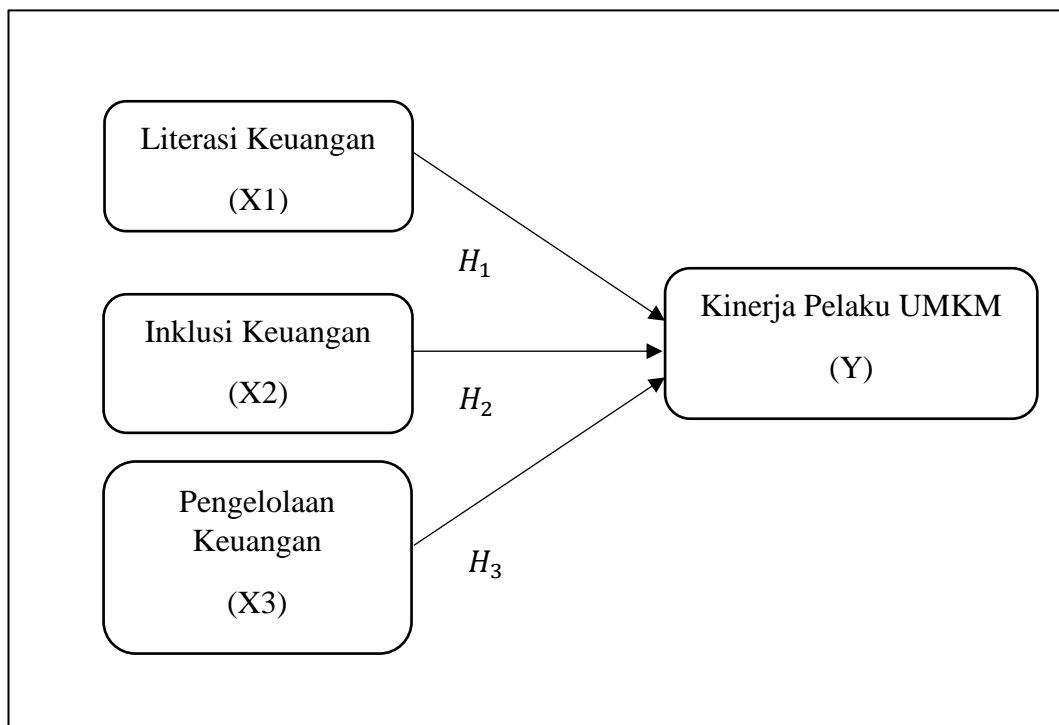 Literasi Keuangan
(X1)
H₁
Inklusi Keuangan
(X2)
H₂
Pengelolaan
Keuangan
(X3)
H₃
Kinerja Pelaku UMKM
(Y)